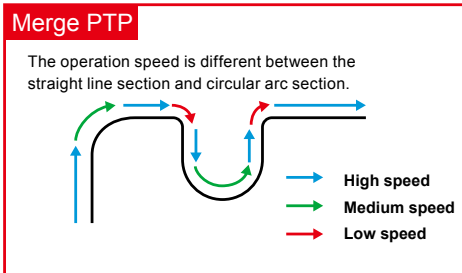 Merge PTP
The operation speed is different between the
straight line section and circular arc section.
High speed
Medium speed
Low speed